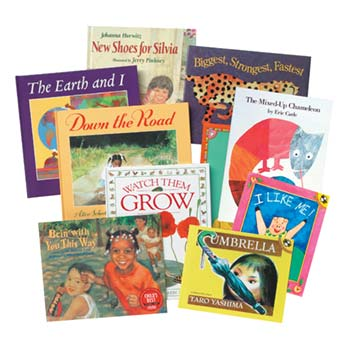 Johanna Hurwitz
New Shoes for Silvia
Illustrated by Jerry Pinkney
Biggest, Strongest, Fastest
The Earth and I
The Mixed-Up Chameleon
by Eric Carle
Down the Road
Alice Schertle
WATCH THEM
GROW
I LIKE ME!
Bein' with
You This Way
UMBRELLA
TARO YASHIMA